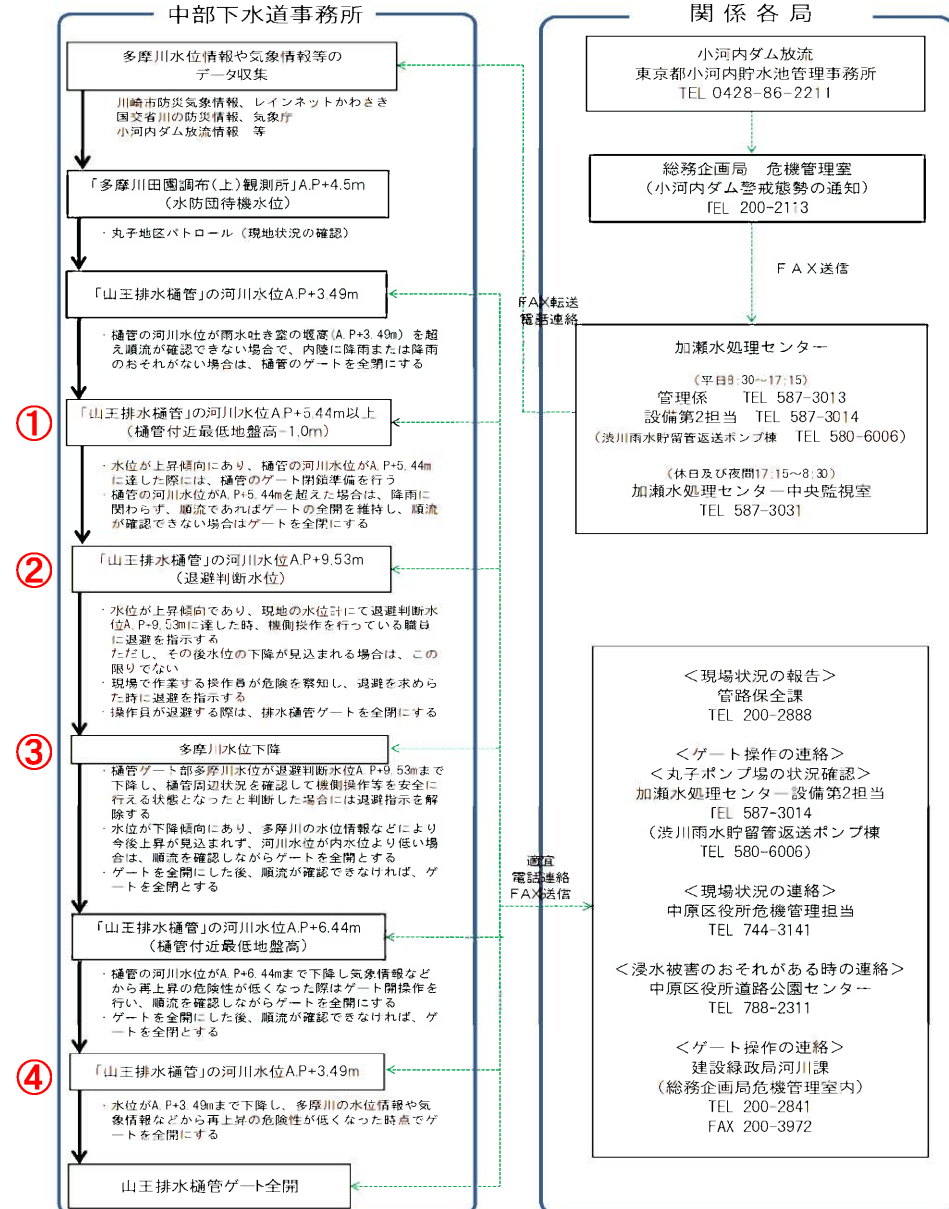 中部下水道事務所
多摩川水位情報や気象情報等の
データ収集
川崎市防災気象情報、レインネットかわさき
国交省川の防災情報、気象庁
小河内ダム放流情報 等
「多摩川田園調布(上)観測所」A.P+4.5m
(水防団待機水位)
・丸子地区パトロール(現地状況の確認)
「山王排水樋管」の河川水位A.P+3.49m
・樋管の河川水位が雨水吐き室の堰高(A.P+3.49m)を超
え順流が確認できない場合で、内陸に降雨または降雨
のおそれがない場合は、樋管のゲートを全閉にする
①
「山王排水樋管」の河川水位A.P+5.44m以上
(樋管付近最低地盤高-1.0m)
・水位が上昇傾向にあり、樋管の河川水位がA.P+5.44m
に達した際には、樋管のゲート閉鎖準備を行う
・樋管の河川水位がA.P+5.44mを超えた場合は、降雨に
関わらず、順流であればゲートの全開を維持し、順流
が確認できない場合はゲートを全閉にする
②
「山王排水樋管」の河川水位A.P+9.53m
(退避判断水位)
・水位が上昇傾向であり、現地の水位計にて退避判断水
位A.P+9.53mに達した時、機側操作を行っている職員
に退避を指示する
ただし、その後水位の下降が見込まれる場合は、この
限りでない
・現場で作業する操作員が危険を察知し、退避を求めら
れた時に退避を指示する
・操作員が退避する際は、排水樋管ゲートを全閉にする
③
多摩川水位下降
・樋管ゲート部多摩川水位が退避判断水位A.P+9.53mまで
下降し、樋管周辺状況を確認して機側操作等を安全に
行える状態となったと判断した場合には退避指示を解
除する
・水位が下降傾向にあり、多摩川の水位情報などにより
今後上昇が見込まれず、河川水位が内水位より低い場
合は、順流を確認しながらゲートを全開とする
・ゲートを全開にした後、順流が確認できなければ、ゲ
ートを全閉とする
「山王排水樋管」の河川水位A.P+6.44m
(樋管付近最低地盤高)
・樋管の河川水位がA.P+6.44mまで下降し気象情報など
から再上昇の危険性が低くなった際はゲート開操作を
行い、順流を確認しながらゲートを全開にする
・ゲートを全開にした後、順流が確認できなければ、ゲ
ートを全閉とする
④
「山王排水樋管」の河川水位A.P+3.49m
・水位がA.P+3.49mまで下降し、多摩川の水位情報や気
象情報などから再上昇の危険性が低くなった時点でゲ
ートを全開にする
山王排水樋管ゲート全開
関係各局
小河内ダム放流
東京都小河内貯水池管理事務所
TEL 0428-86-2211
総務企画局 危機管理室
(小河内ダム警戒態勢の通知)
TEL 200-2113
FAX送信
FAX転送
電話連絡
加瀬水処理センター
(平日8:30～17:15)
管理係 TEL 587-3013
設備第2担当 TEL 587-3014
(渋川雨水貯留管返送ポンプ棟 TEL 580-6006)
(休日及び夜間17:15～8:30)
加瀬水処理センター中央監視室
TEL 587-3031
適宜
電話連絡
FAX送信
<現場状況の報告>
管路保全課
TEL 200-2888
<ゲート操作の連絡>
<丸子ポンプ場の状況確認>
加瀬水処理センター設備第2担当
TEL 587-3014
(渋川雨水貯留管返送ポンプ棟
TEL 580-6006)
<現場状況の連絡>
中原区役所危機管理担当
TEL 744-3141
<浸水被害のおそれがある時の連絡>
中原区役所道路公園センター
TEL 788-2311
<ゲート操作の連絡>
建設緑政局河川課
(総務企画局危機管理室内)
TEL 200-2841
FAX 200-3972